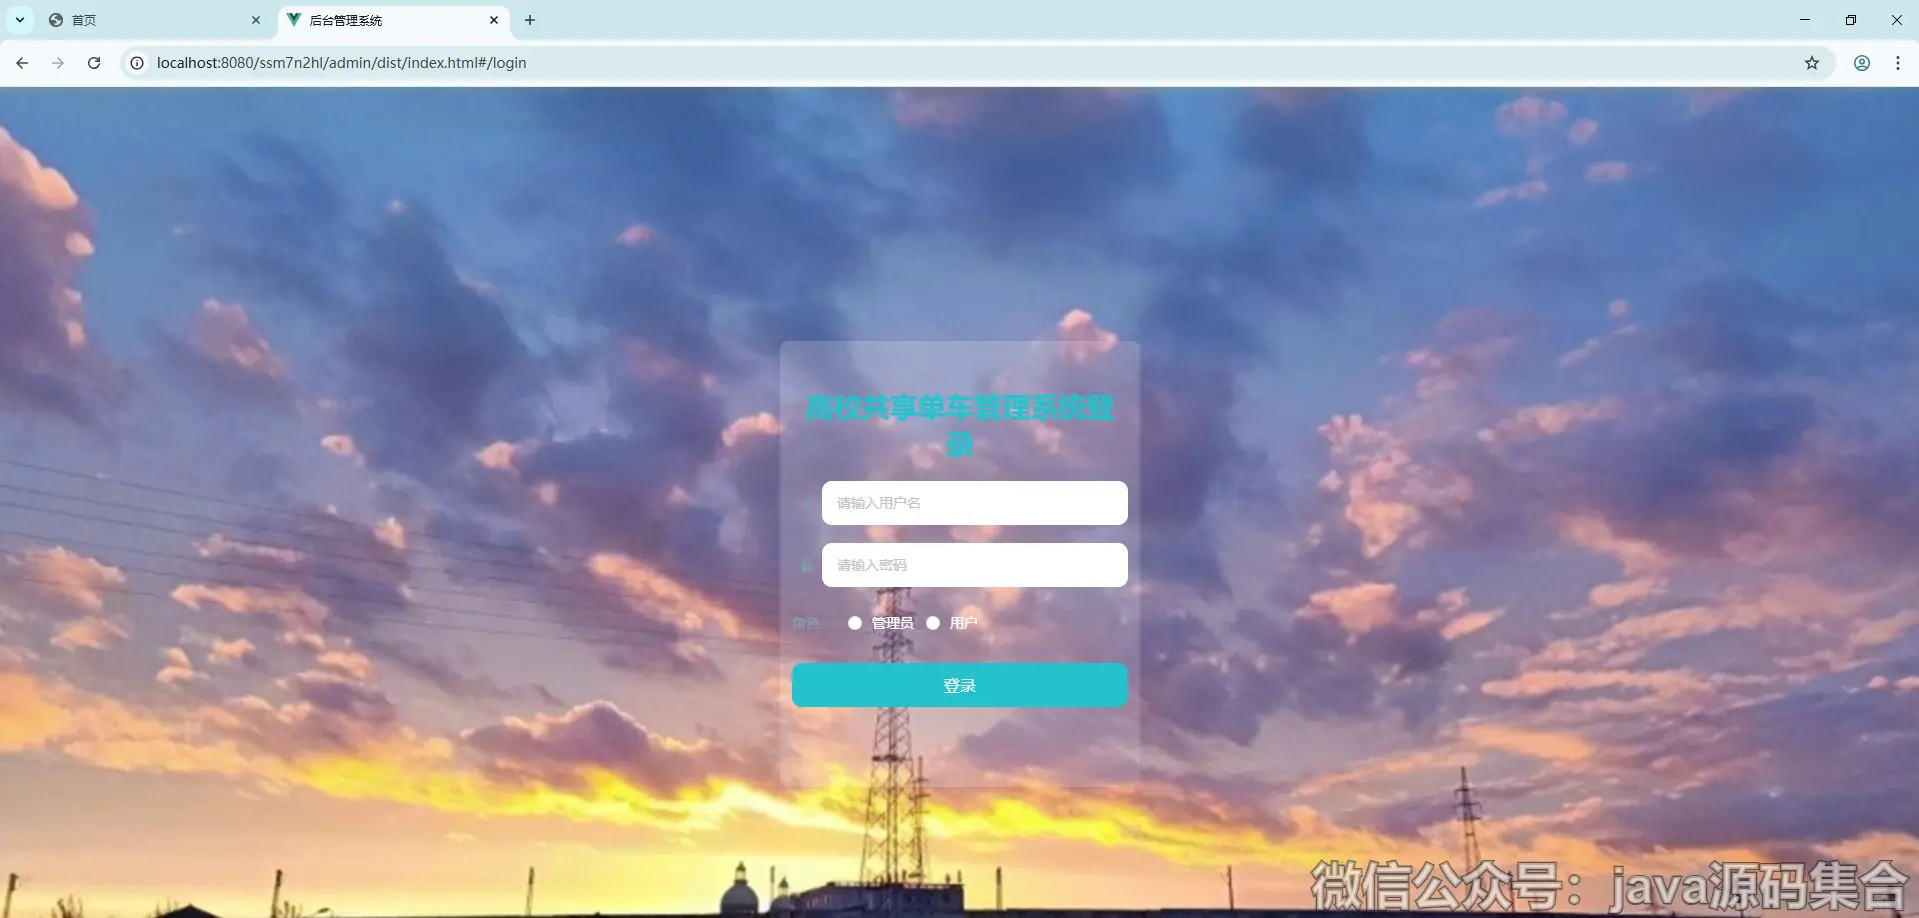 首页
后台管理系统
localhost:8080/ssm7n2hl/admin/dist/index.html#/login
高校共享单车管理系统登
录
请输入用户名
请输入密码
角色
管理员
用户
登录
微信公众号：java源码集合